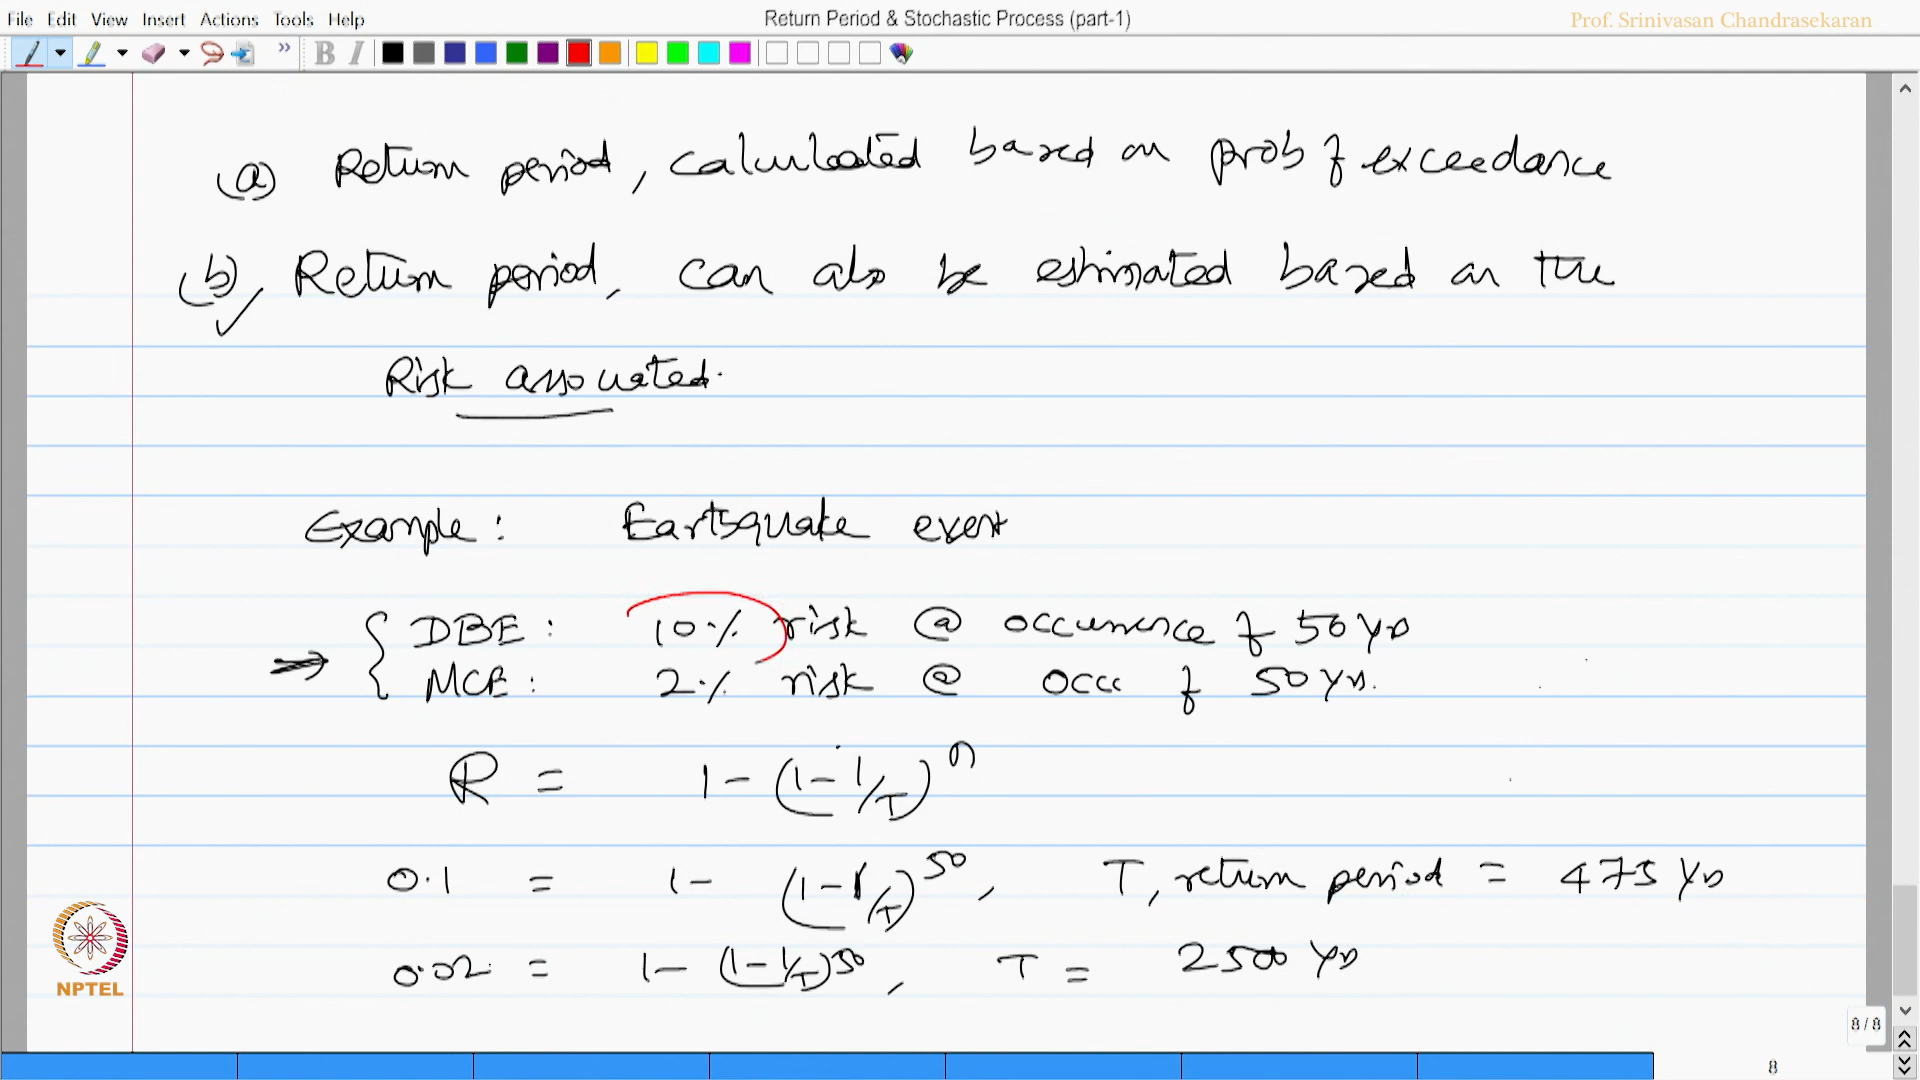 File Edit View Insert Actions Tools Help
Return Period & Stochastic Process (part-1)
Prof. Srinivasan Chandrasekaran
B I
(a) Return period, calculated based on prob of exceedance
(b) Return period, can also be estimated based on the
Risk associated.
Example: Earthquake event
DBE: 10% risk @ occurrence of 50 yrs
MCE: 2% risk @ occ of 50 yrs.
R = 1 - (1 - 1/T)^n
0.1 = 1 - (1 - 1/T)^50, T, return period = 475 yrs
0.02 = 1 - (1 - 1/T)^50, T = 2500 yrs
NPTEL
8/8
8